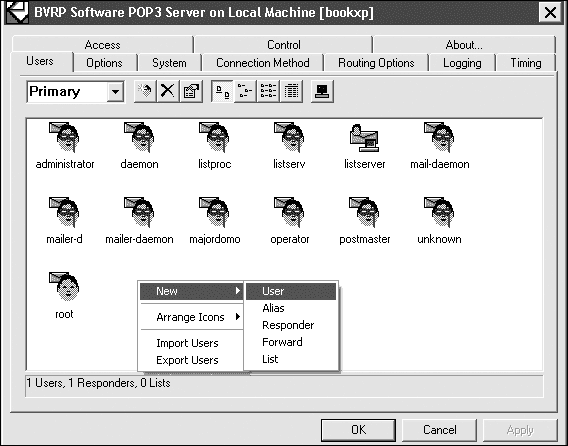 BVRP Software POP3 Server on Local Machine [bookxp]
Access Control About...
Users Options System Connection Method Routing Options Logging Timing
Primary
administrator daemon listproc listserv listserver mail-daemon
mailer-d mailer-daemon majordomo operator postmaster unknown
root
New
Arrange Icons
Import Users
Export Users
User
Alias
Responder
Forward
List
1 Users, 1 Responders, 0 Lists
OK Cancel Apply